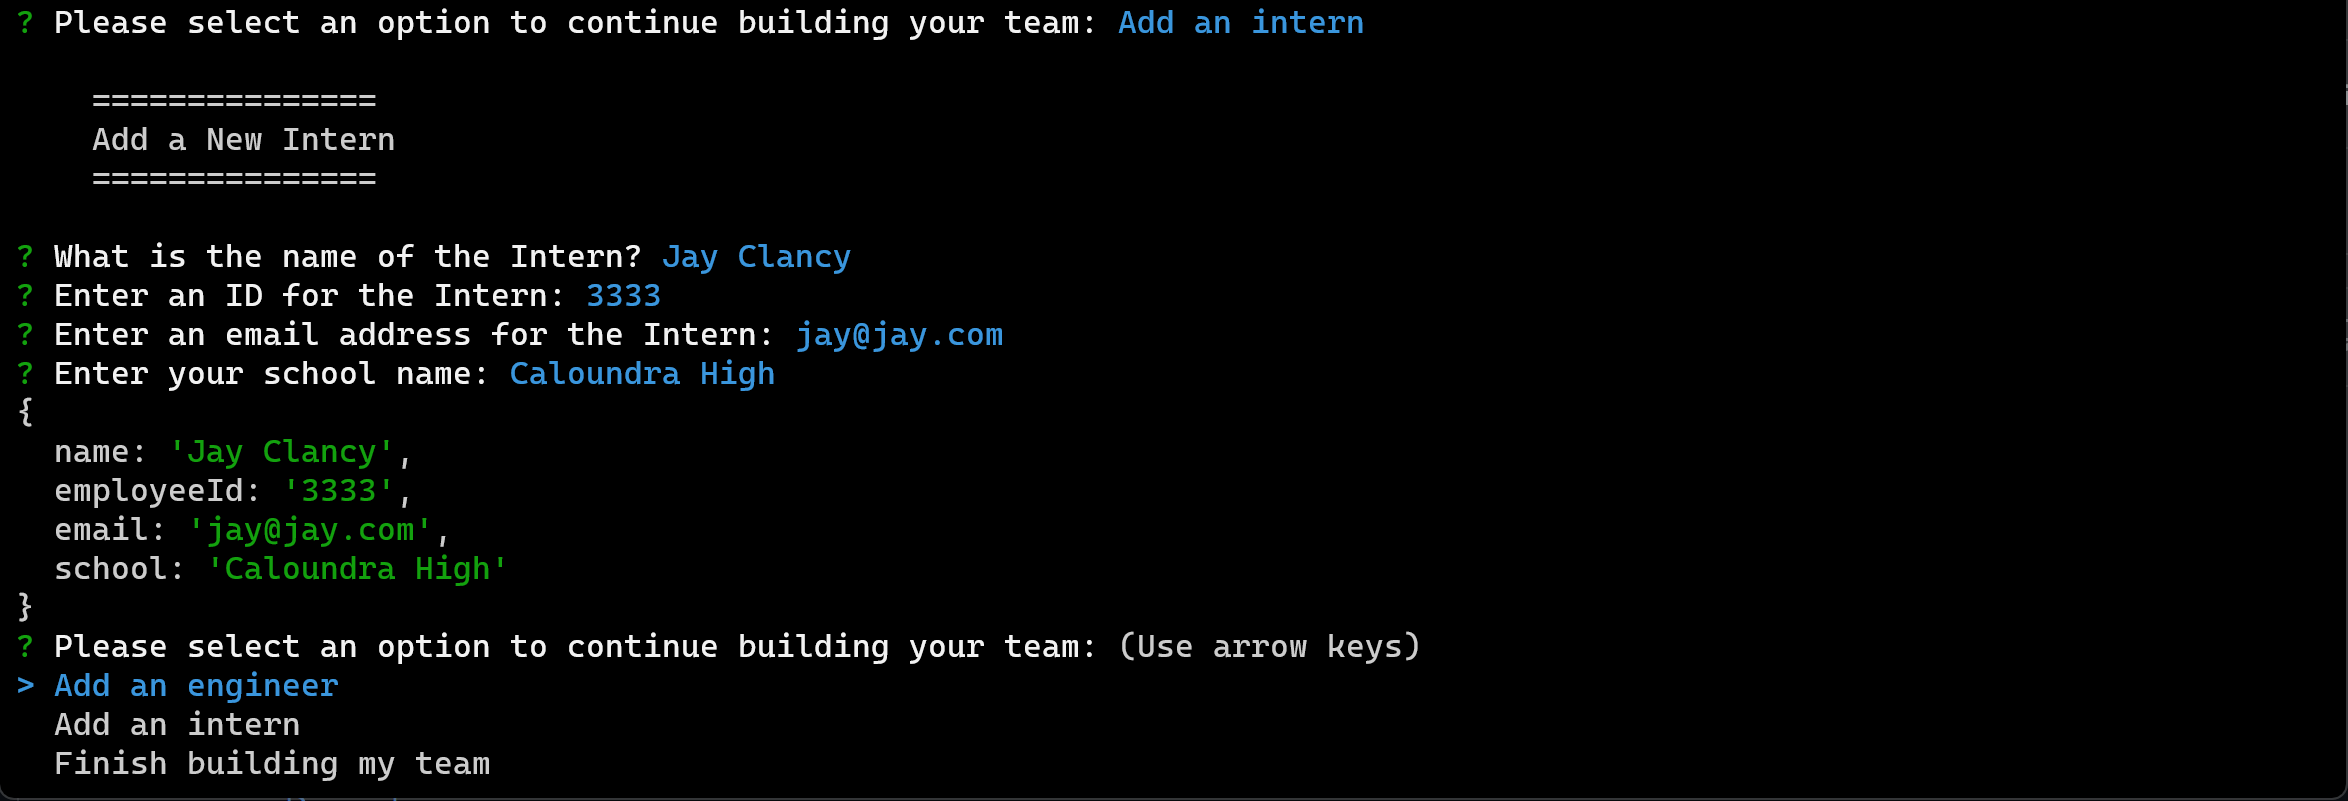 ? Please select an option to continue building your team: Add an intern
===============
Add a New Intern
===============
? What is the name of the Intern? Jay Clancy
? Enter an ID for the Intern: 3333
? Enter an email address for the Intern: jay@jay.com
? Enter your school name: Caloundra High
{
  name: 'Jay Clancy',
  employeeId: '3333',
  email: 'jay@jay.com',
  school: 'Caloundra High'
}
? Please select an option to continue building your team: (Use arrow keys)
> Add an engineer
  Add an intern
  Finish building my team